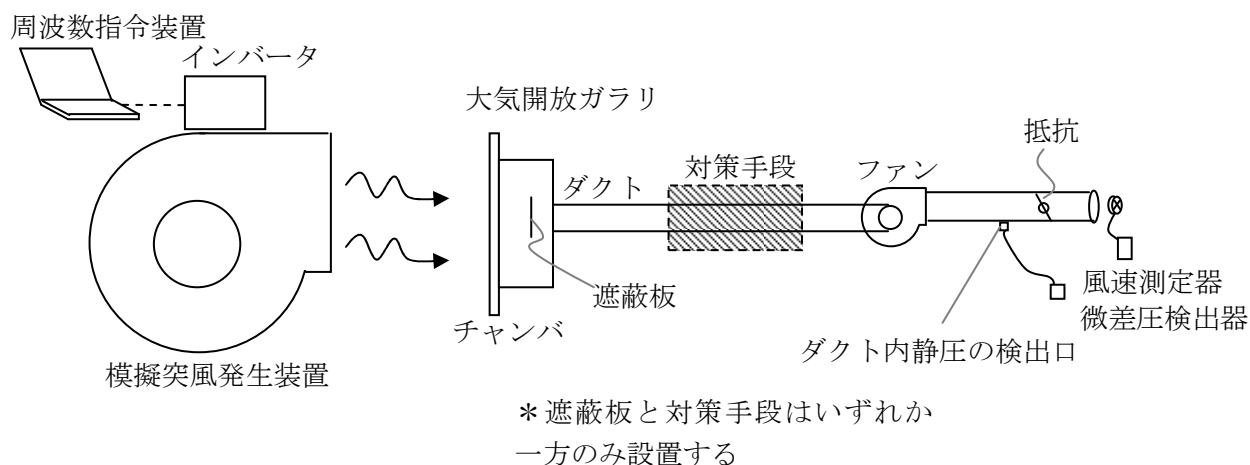 周波数指令装置
インバータ
大気開放ガラリ
抵抗
対策手段
ファン
ダクト
遮蔽板
風速測定器
微差圧検出器
チャンバ
ダクト内静圧の検出口
模擬突風発生装置
＊遮蔽板と対策手段はいずれか
一方のみ設置する